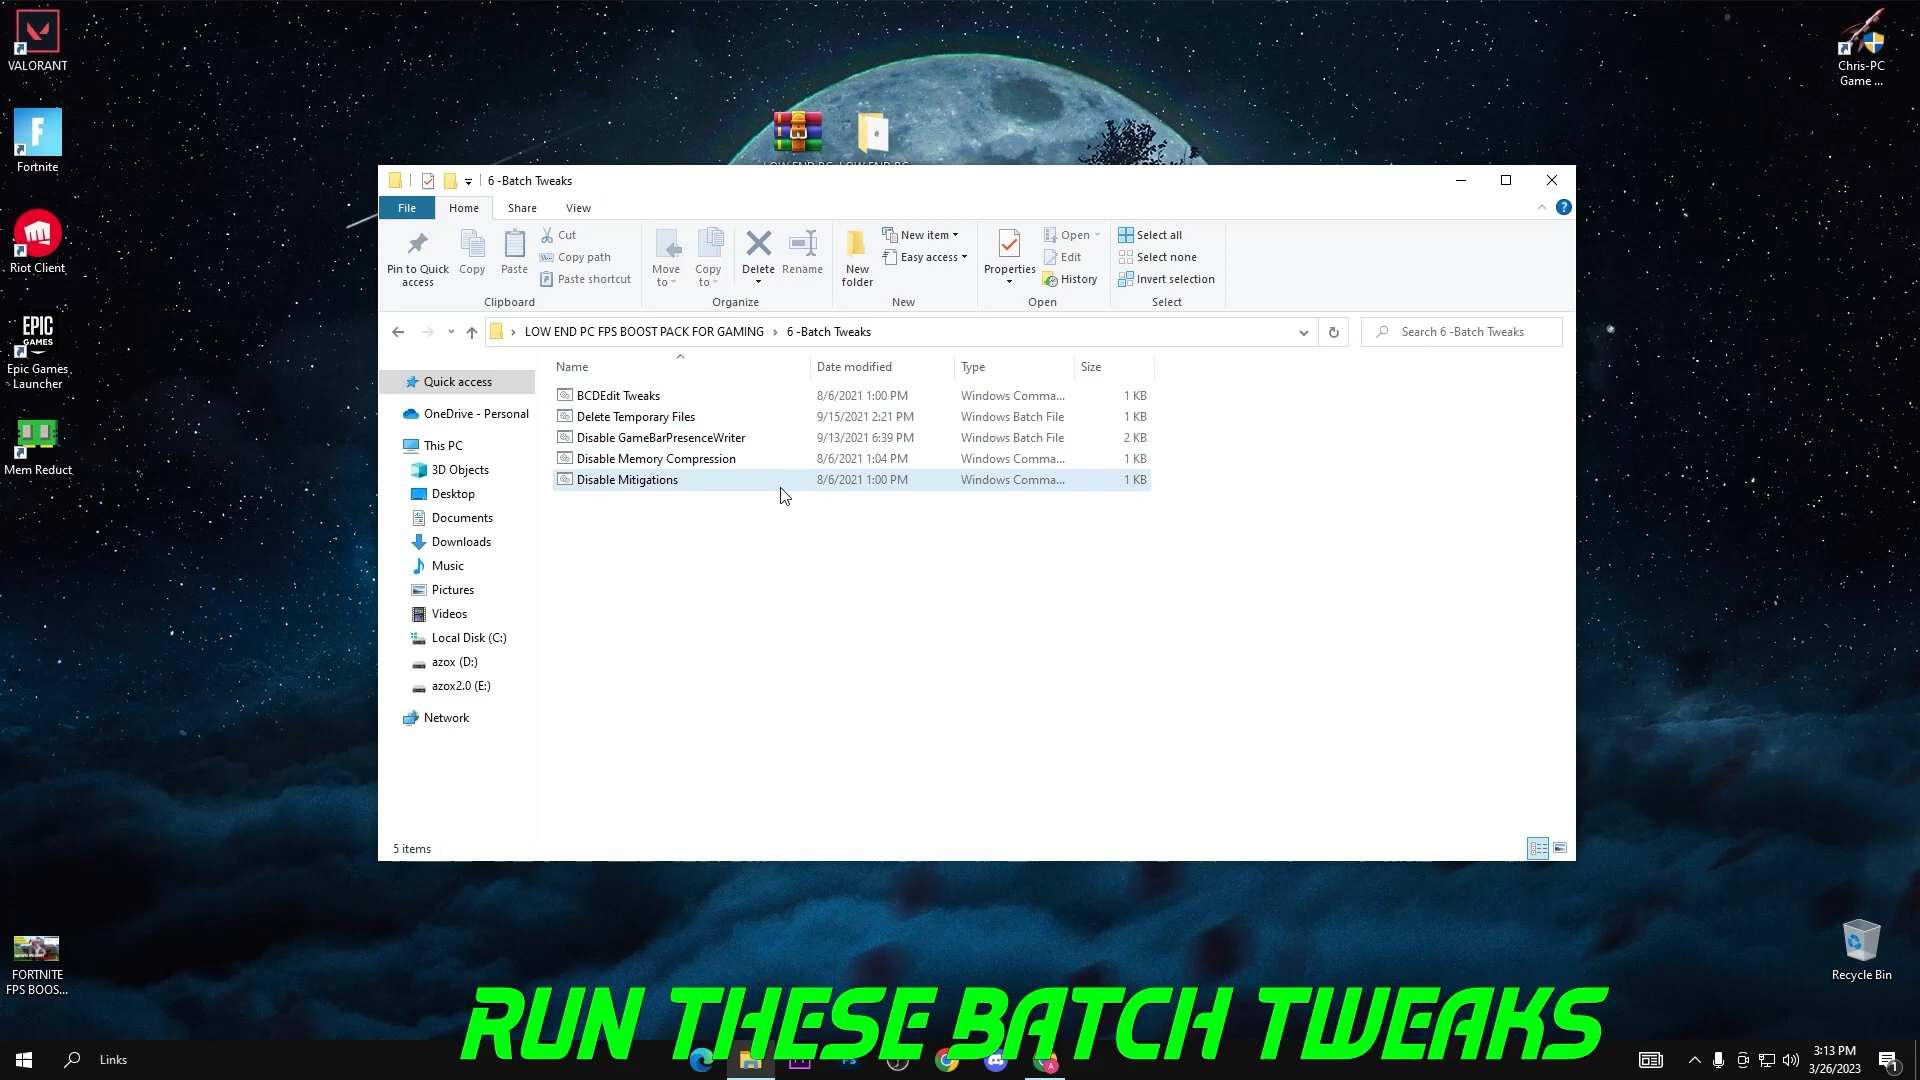 VALORANT
Fortnite
Riot Client
EPIC GAMES
Epic Games Launcher
Mem Reduct
FORTNITE
FPS BOOS...
Chris-PC
Game ...
Recycle Bin
6 -Batch Tweaks
File Home Share View
Pin to Quick access
Copy
Paste
Cut
Copy path
Paste shortcut
Clipboard
Move to
Copy to
Delete
Rename
Organize
New folder
New item
Easy access
New
Properties
Open
Edit
History
Open
Select all
Select none
Invert selection
Select
LOW END PC FPS BOOST PACK FOR GAMING > 6 -Batch Tweaks
Search 6 -Batch Tweaks
Quick access
OneDrive - Personal
This PC
3D Objects
Desktop
Documents
Downloads
Music
Pictures
Videos
Local Disk (C:)
azox (D:)
azox2.0 (E:)
Network
Name Date modified Type Size
BCDEdit Tweaks 8/6/2021 1:00 PM Windows Comma... 1 KB
Delete Temporary Files 9/15/2021 2:21 PM Windows Batch File 1 KB
Disable GameBarPresenceWriter 9/13/2021 6:39 PM Windows Batch File 2 KB
Disable Memory Compression 8/6/2021 1:04 PM Windows Comma... 1 KB
Disable Mitigations 8/6/2021 1:00 PM Windows Comma... 1 KB
5 items
RUN THESE BATCH TWEAKS
Links
3:13 PM
3/26/2023
1